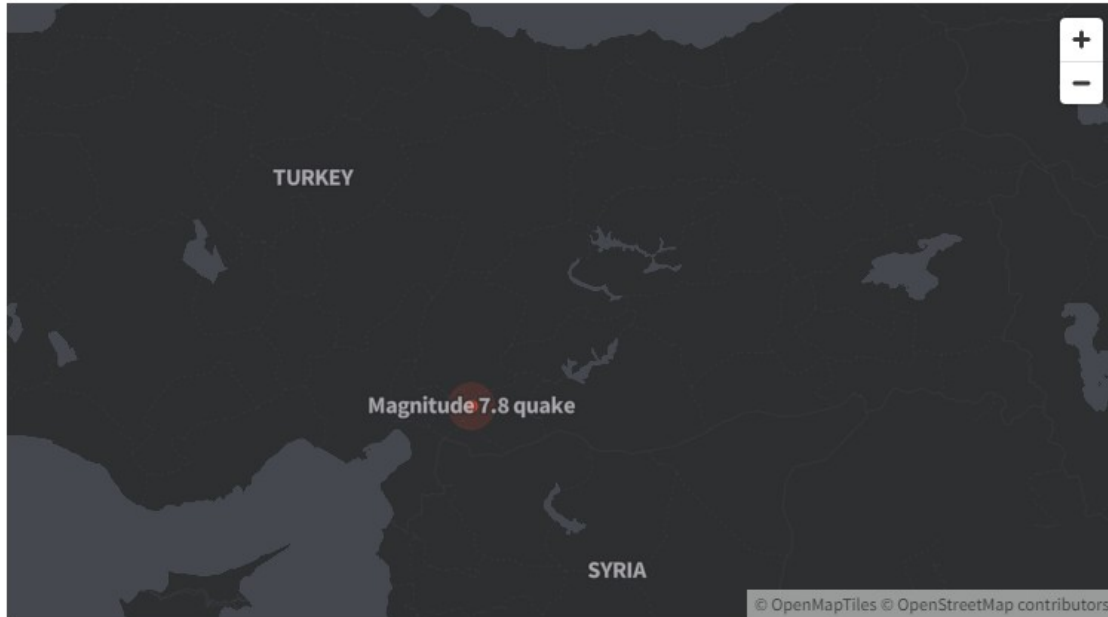 +
−
TURKEY
Magnitude 7.8 quake
SYRIA
© OpenMapTiles © OpenStreetMap contributors